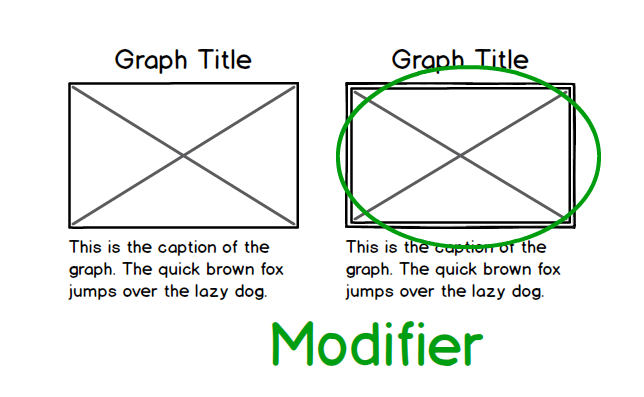 Graph Title
This is the caption of the
graph. The quick brown fox
jumps over the lazy dog.
Graph Title
This is the caption of the
graph. The quick brown fox
jumps over the lazy dog.
Modifier